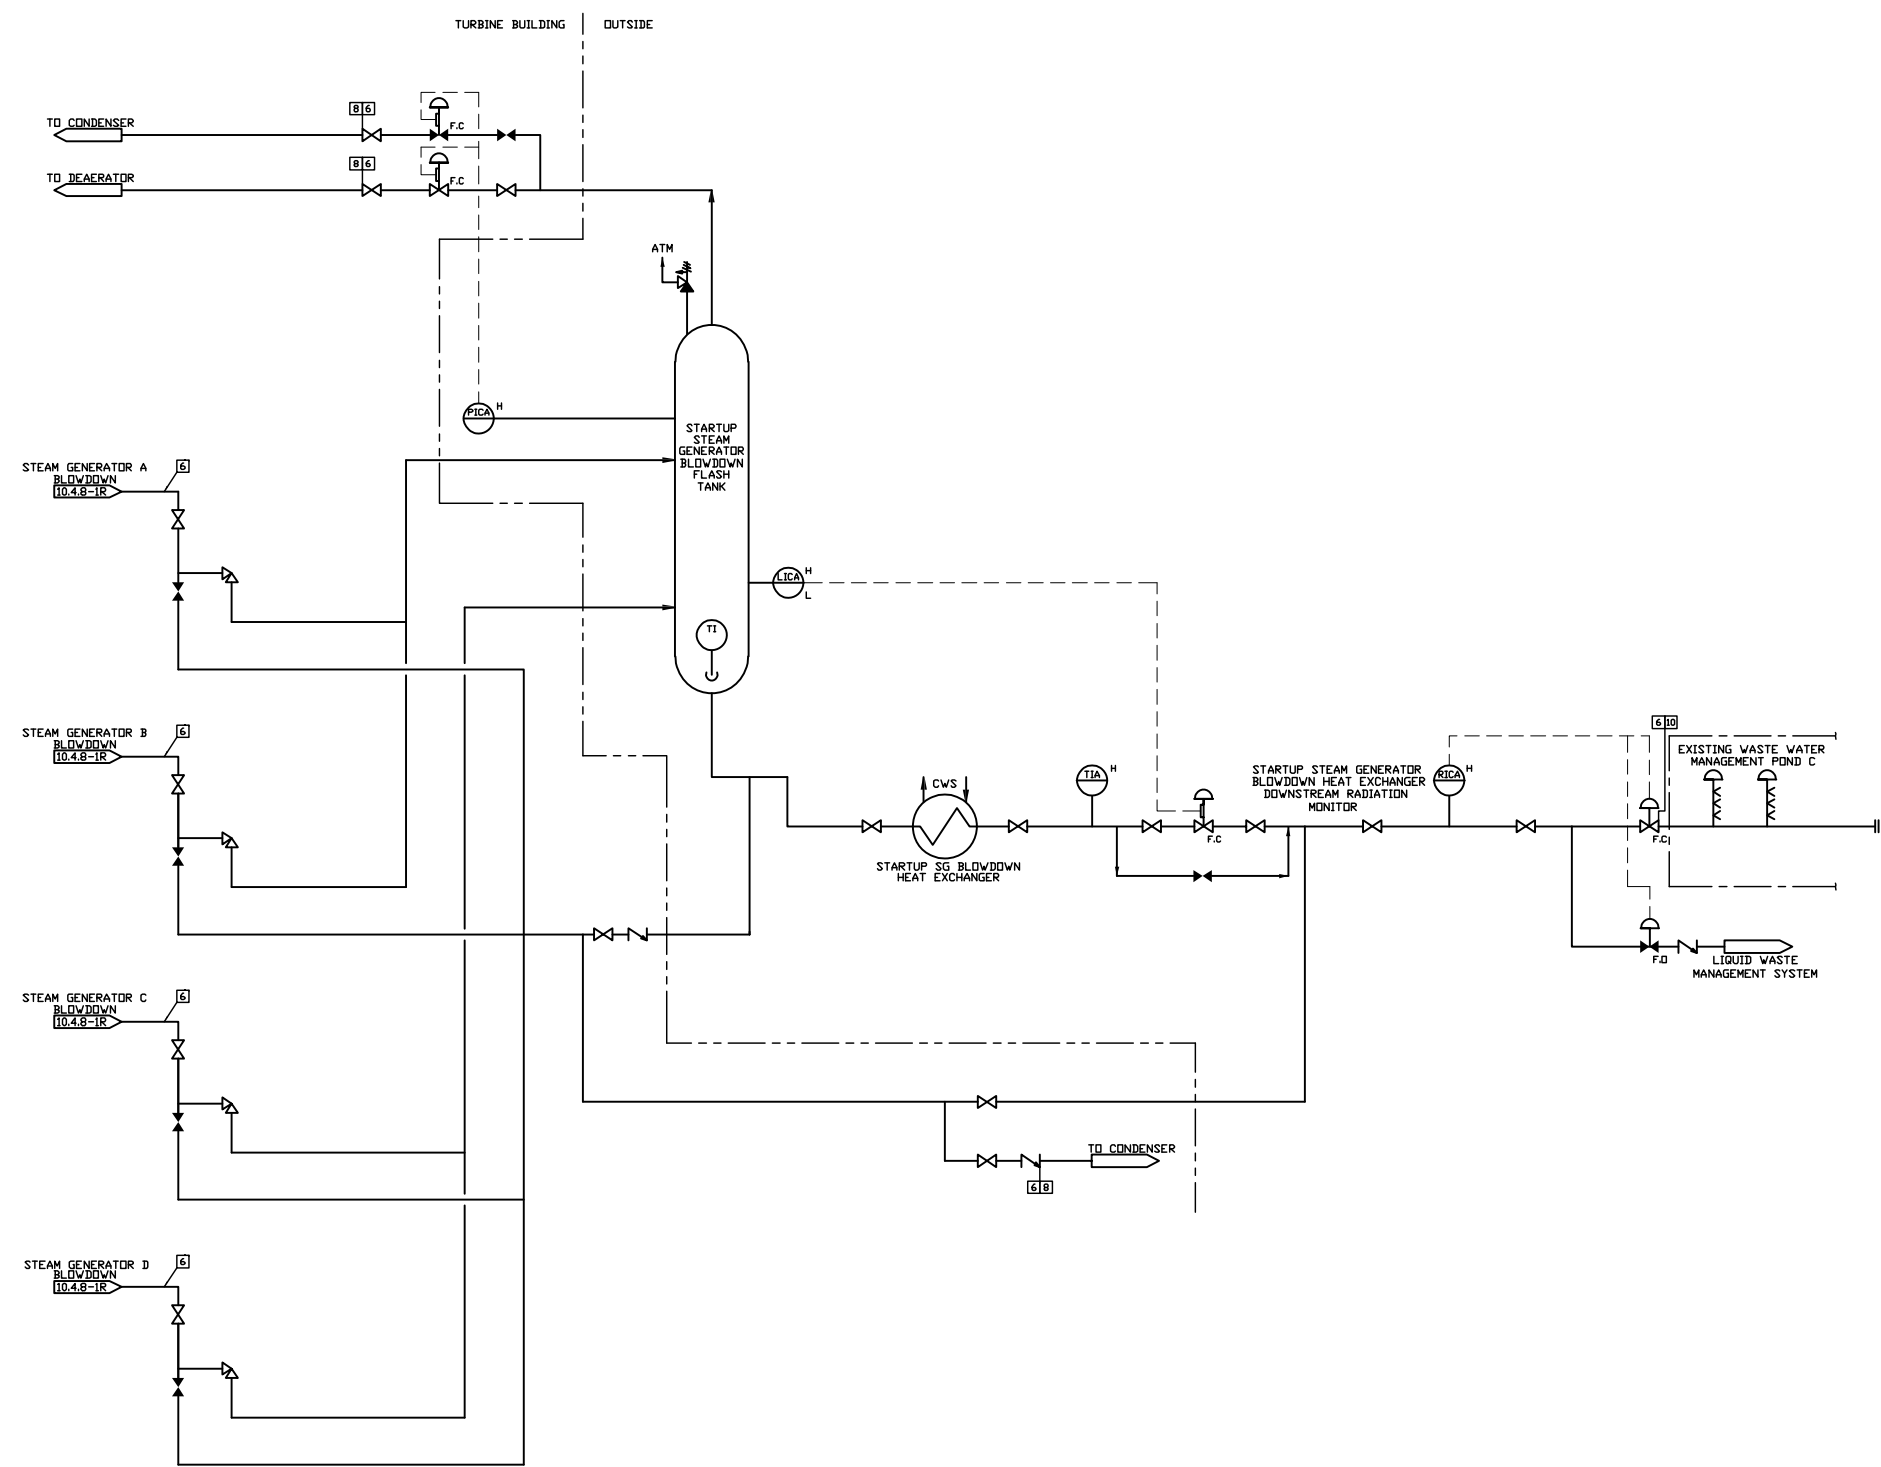 TURBINE BUILDING
OUTSIDE
8 6
F.C
TO CONDENSER
8 6
F.C
TO DEAERATOR
ATM
PICA H
STARTUP
STEAM
GENERATOR
BLOWDOWN
FLASH
TANK
STEAM GENERATOR A
BLOWDOWN
10.4.8-1R
6
LICA H
L
TI
STEAM GENERATOR B
BLOWDOWN
10.4.8-1R
6
CWS
STARTUP SG BLOWDOWN
HEAT EXCHANGER
TIA H
F.C
STARTUP STEAM GENERATOR
BLOWDOWN HEAT EXCHANGER
DOWNSTREAM RADIATION
MONITOR
RICA H
6 10
F.C
EXISTING WASTE WATER
MANAGEMENT POND C
F.O
LIQUID WASTE
MANAGEMENT SYSTEM
STEAM GENERATOR C
BLOWDOWN
10.4.8-1R
6
TO CONDENSER
6 8
STEAM GENERATOR D
BLOWDOWN
10.4.8-1R
6